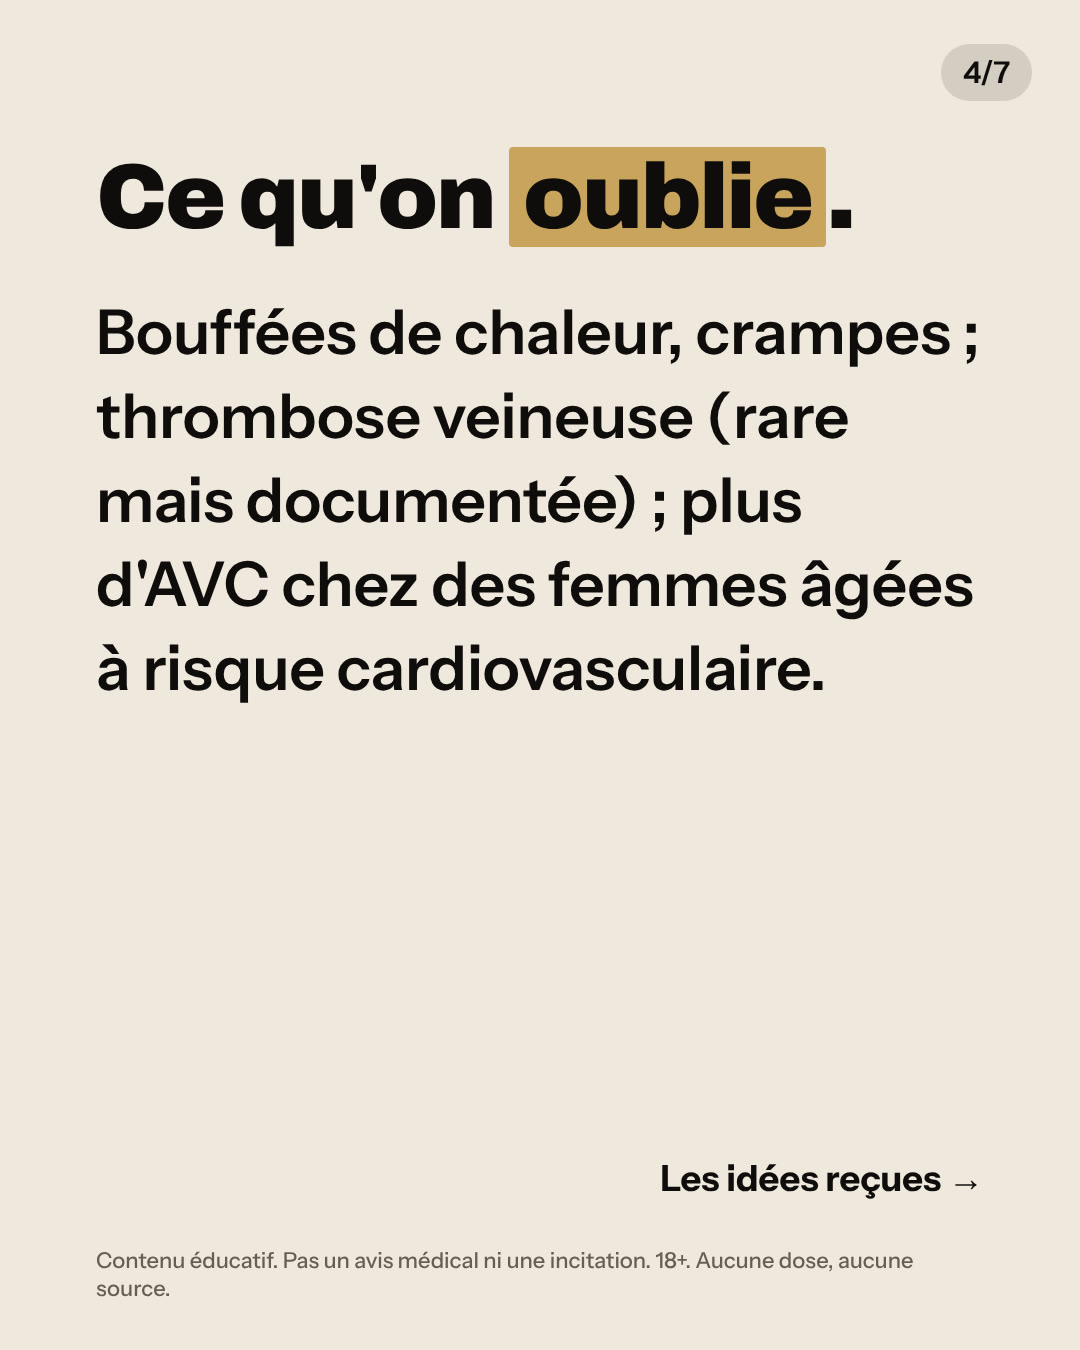 4/7
Ce qu'on oublie.
Bouffées de chaleur, crampes ;
thrombose veineuse (rare
mais documentée) ; plus
d'AVC chez des femmes âgées
à risque cardiovasculaire.
Les idées reçues →
Contenu éducatif. Pas un avis médical ni une incitation. 18+. Aucune dose, aucune
source.